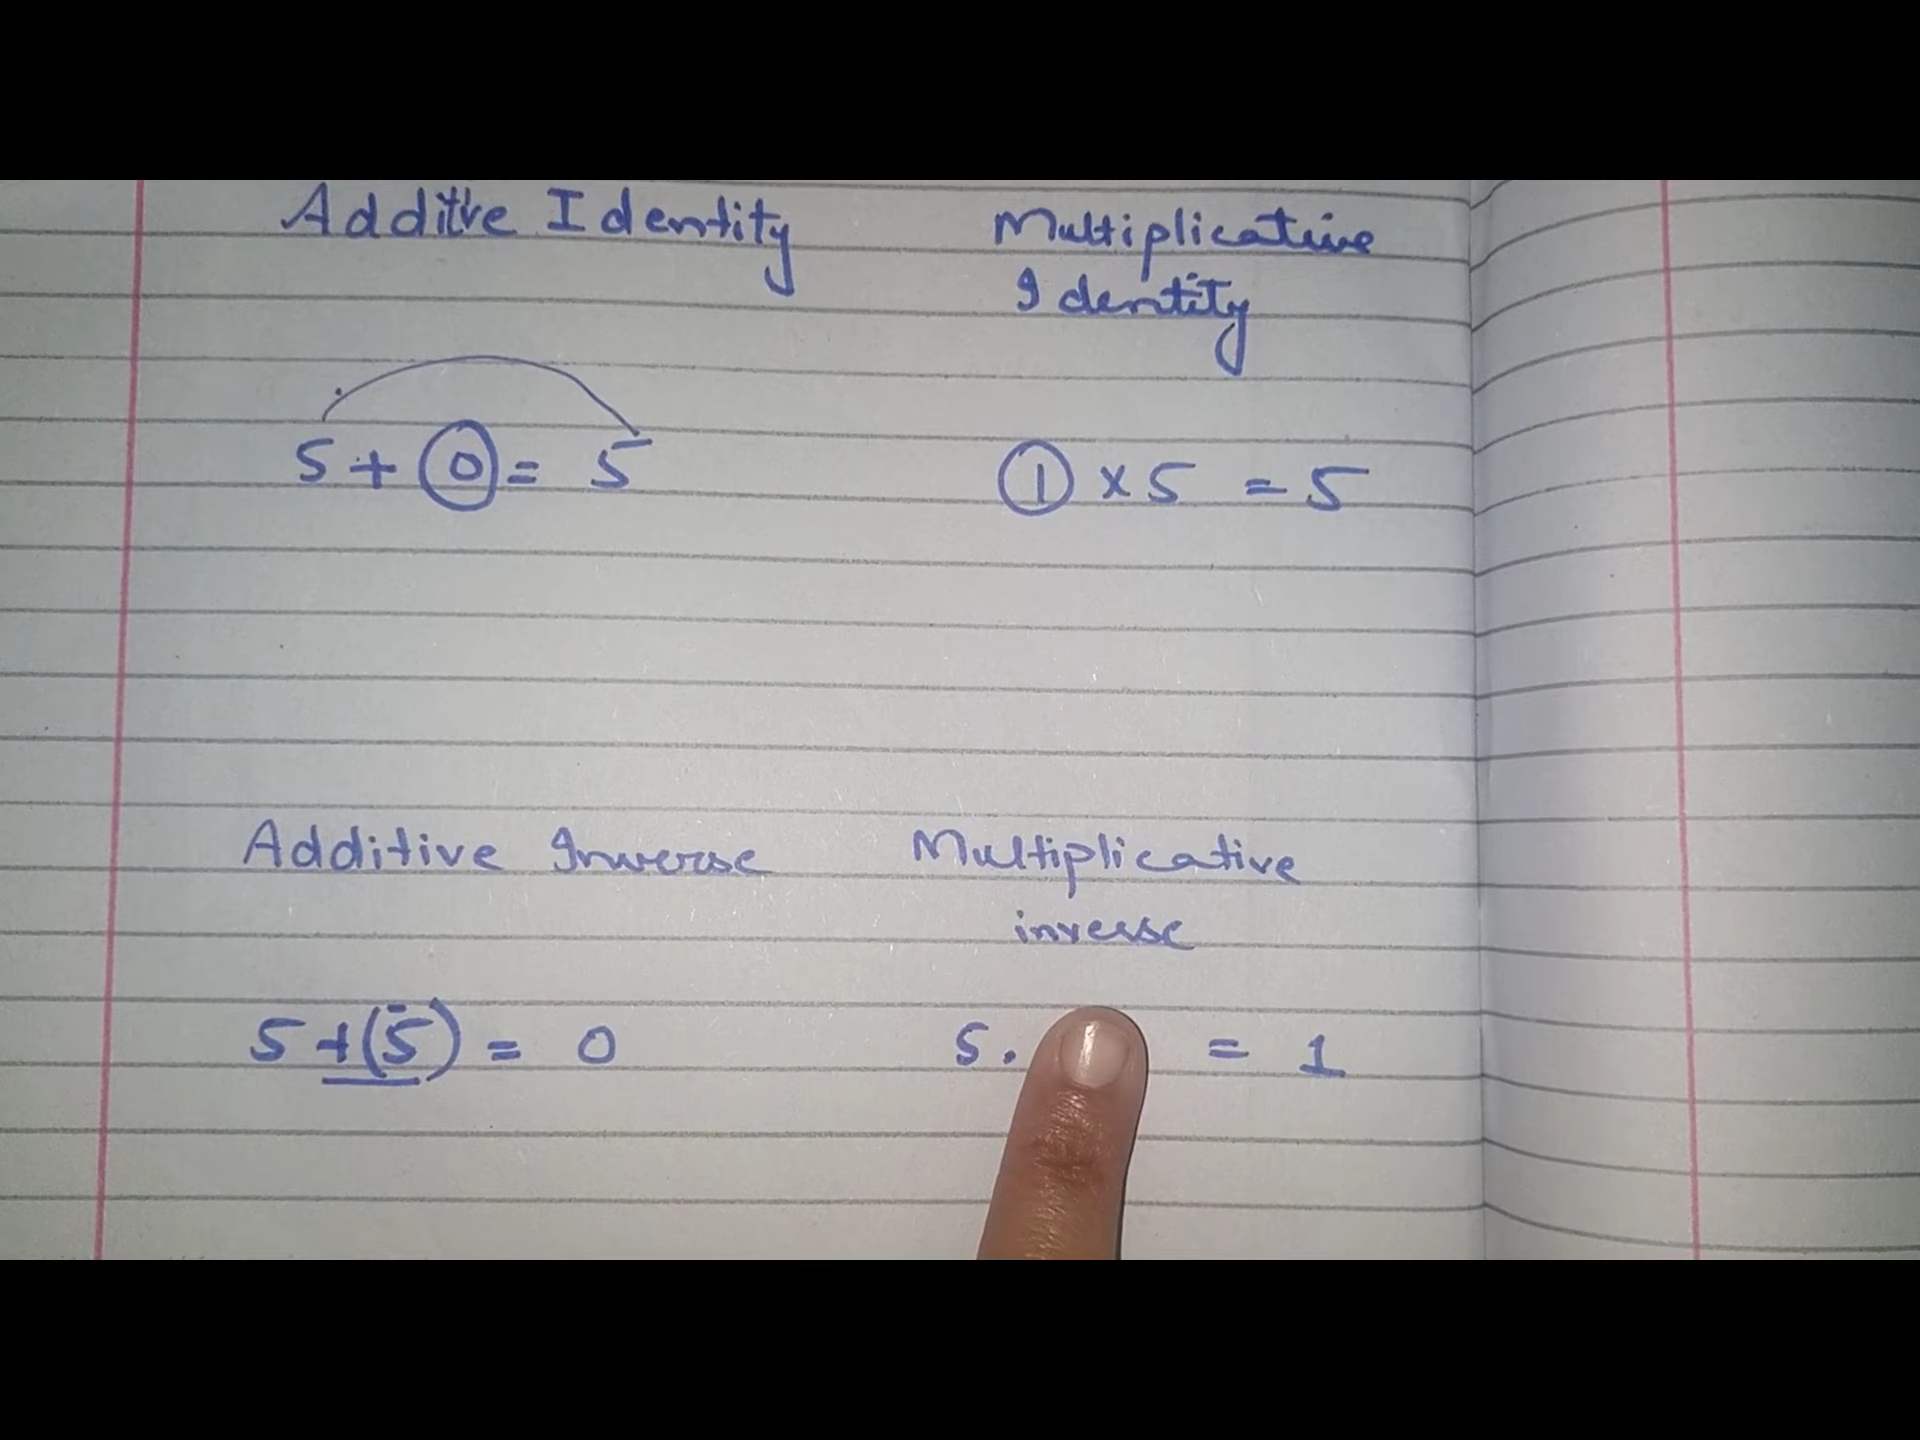 Additive Identity
Multiplicative
Identity
5 + 0 = 5
1 × 5 = 5
Additive Inverse
Multiplicative
inverse
5 + (-5) = 0
5 . = 1